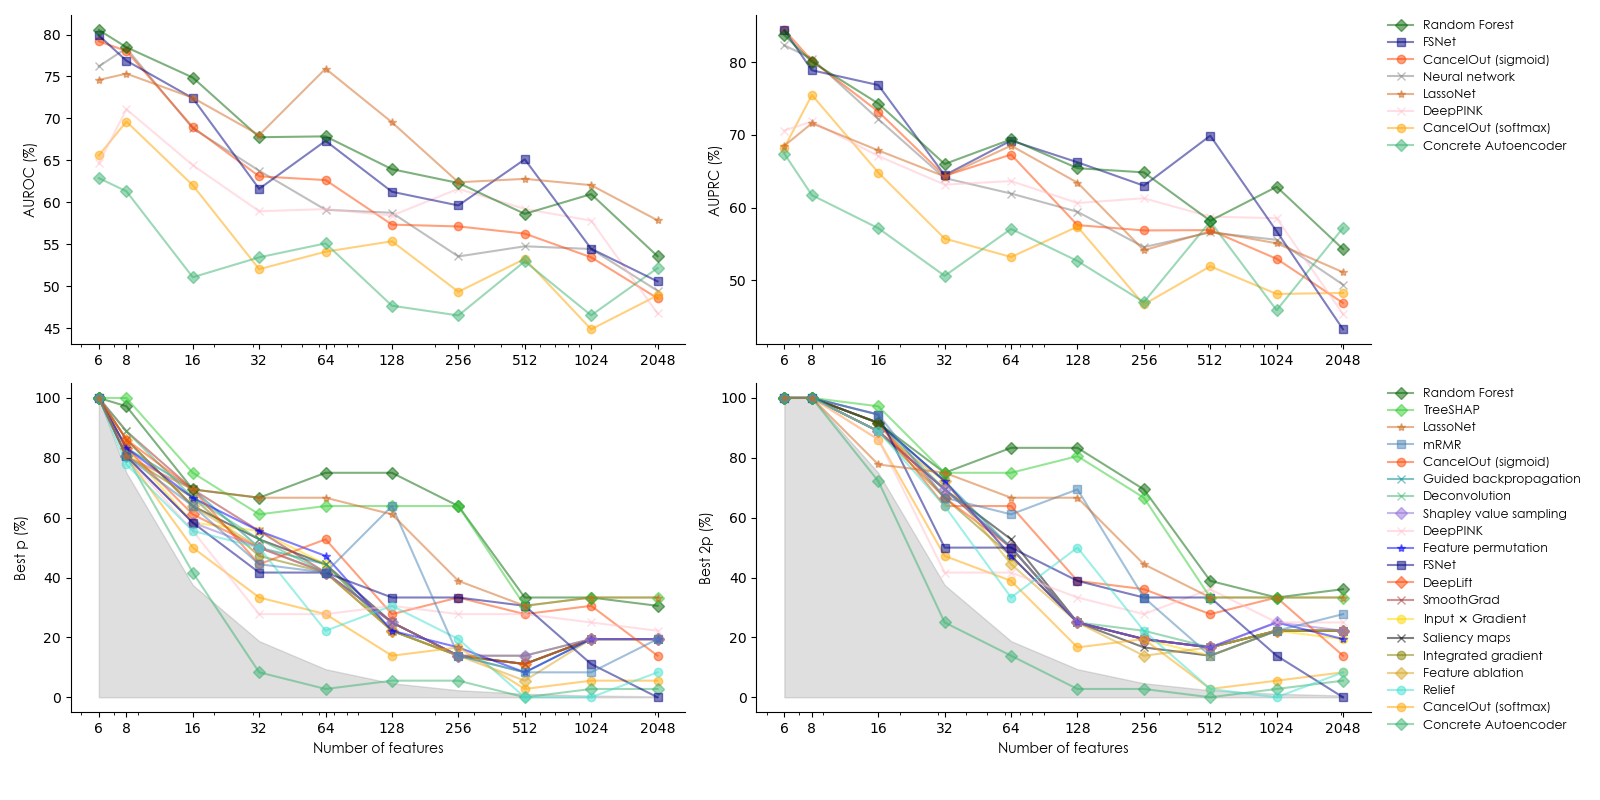 AUROC (%)
80
75
70
65
60
55
50
45
6 8 16 32 64 128 256 512 1024 2048
AUPRC (%)
80
70
60
50
6 8 16 32 64 128 256 512 1024 2048
Random Forest
FSNet
CancelOut (sigmoid)
Neural network
LassoNet
DeepPINK
CancelOut (softmax)
Concrete Autoencoder
Best p (%)
100
80
60
40
20
0
6 8 16 32 64 128 256 512 1024 2048
Number of features
Best 2p (%)
100
80
60
40
20
0
6 8 16 32 64 128 256 512 1024 2048
Number of features
Random Forest
TreeSHAP
LassoNet
mRMR
CancelOut (sigmoid)
Guided backpropagation
Deconvolution
Shapley value sampling
DeepPINK
Feature permutation
FSNet
DeepLift
SmoothGrad
Input × Gradient
Saliency maps
Integrated gradient
Feature ablation
Relief
CancelOut (softmax)
Concrete Autoencoder